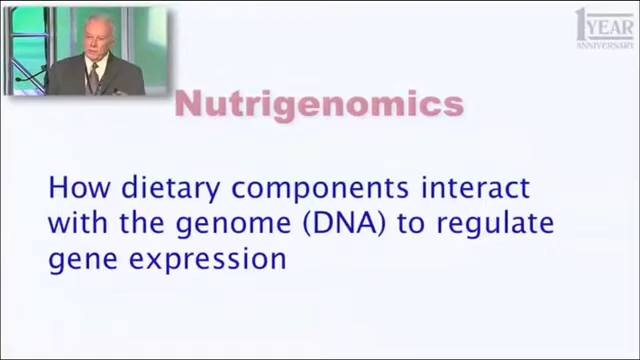 1 YEAR
ANNIVERSARY
Nutrigenomics
How dietary components interact
with the genome (DNA) to regulate
gene expression